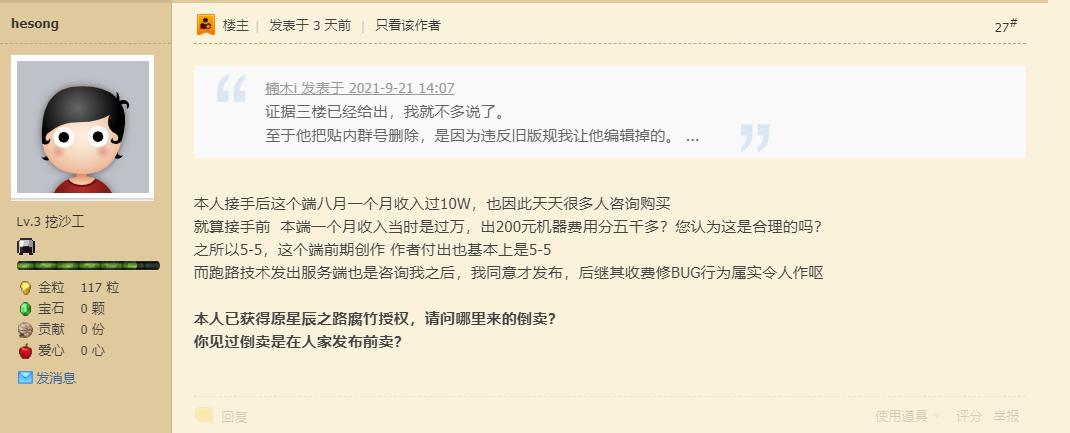 hesong
楼主 | 发表于 3 天前 | 只看该作者
27#
楠木i 发表于 2021-9-21 14:07
证据三楼已经给出，我就不多说了。
至于他把贴内群号删除，是因为违反旧版规我让他编辑掉的。 ...
本人接手后这个端八月一个月收入过10W，也因此天天很多人咨询购买
就算接手前 本端一个月收入当时是过万，出200元机器费用分五千多？您认为这是合理的吗？
之所以5-5，这个端前期创作 作者付出也基本上是5-5
而跑路技术发出服务端也是咨询我之后，我同意才发布，后继其收费修BUG行为属实令人作呕
本人已获得原星辰之路腐竹授权，请问哪里来的倒卖？
你见过倒卖是在人家发布前卖？
Lv.3 挖沙工
金粒 117 粒
宝石 0 颗
贡献 0 份
爱心 0 心
发消息
回复
使用道具 评分 举报